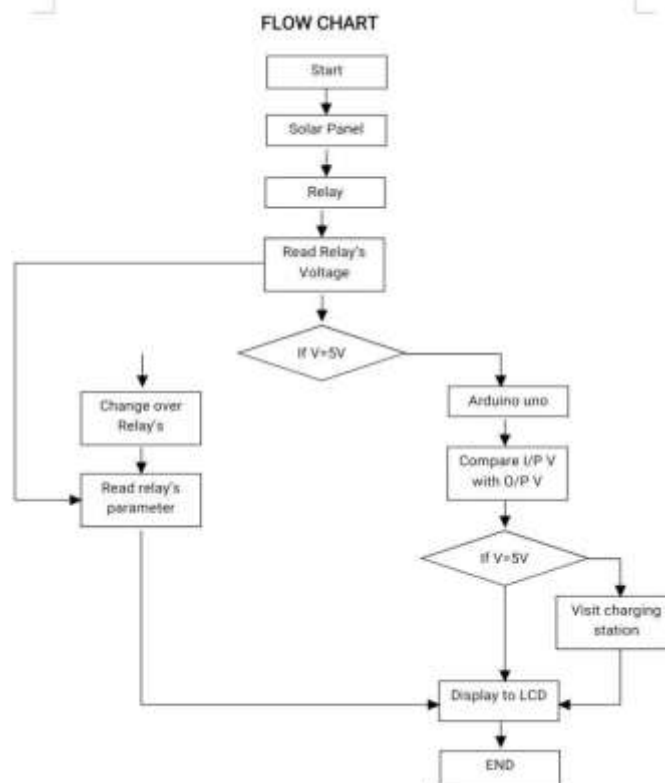 FLOW CHART
Start
Solar Panel
Relay
Read Relay's
Voltage
If V=5V
Change over
Relay's
Read relay's
parameter
Arduino uno
Compare I/P V
with O/P V
If V=5V
Visit charging
station
Display to LCD
END